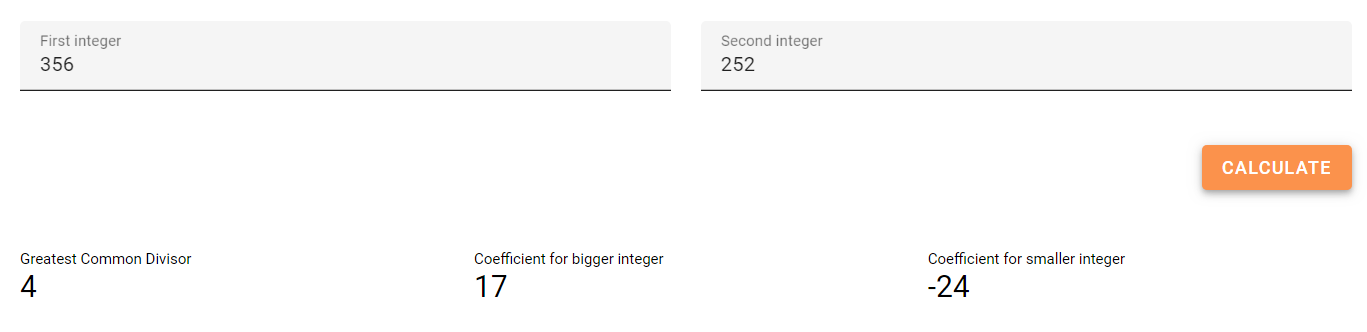 First integer
356
Second integer
252
CALCULATE
Greatest Common Divisor
4
Coefficient for bigger integer
17
Coefficient for smaller integer
-24